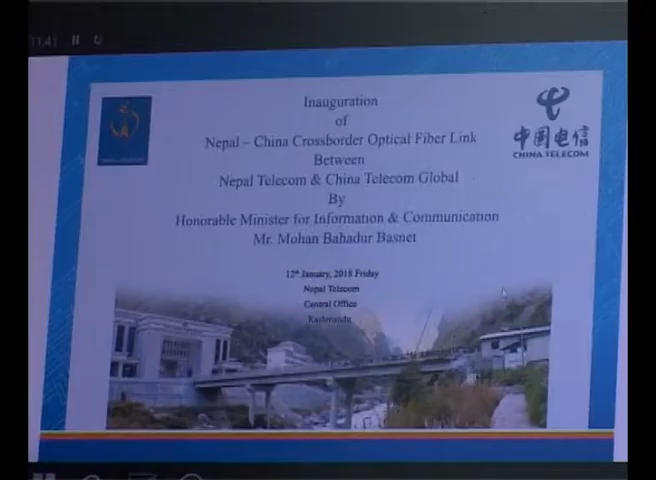 11:41
Inauguration
of
Nepal – China Crossborder Optical Fiber Link
Between
Nepal Telecom & China Telecom Global
By
Honorable Minister for Information & Communication
Mr. Mohan Bahadur Basnet
中国电信
CHINA TELECOM
12th January, 2018 Friday
Nepal Telecom
Central Office
Kathmandu